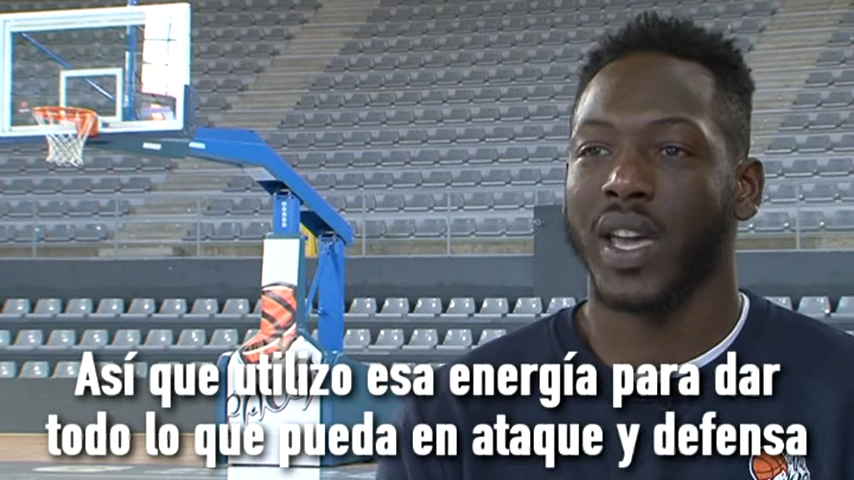 Así que utilizo esa energía para dar
todo lo que pueda en ataque y defensa